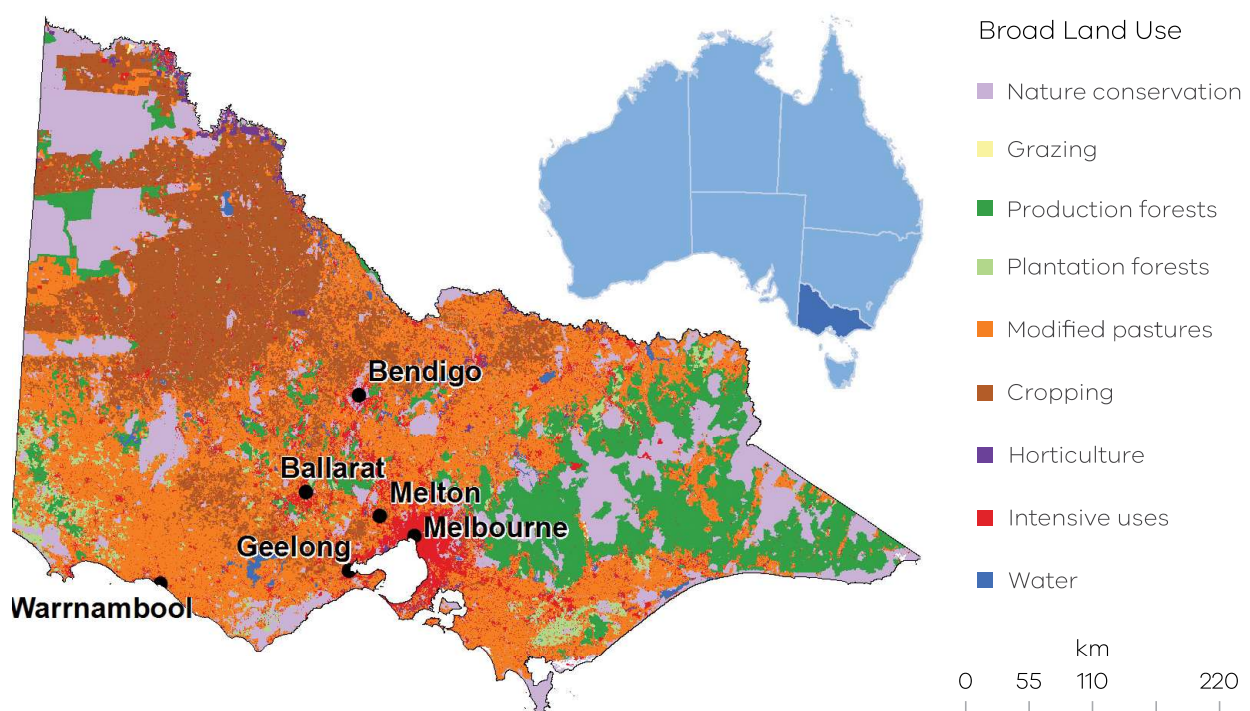 Bendigo
Ballarat
Melton
Melbourne
Geelong
Warrnambool
Broad Land Use
Nature conservation
Grazing
Production forests
Plantation forests
Modified pastures
Cropping
Horticulture
Intensive uses
Water
km
0 55 110 220